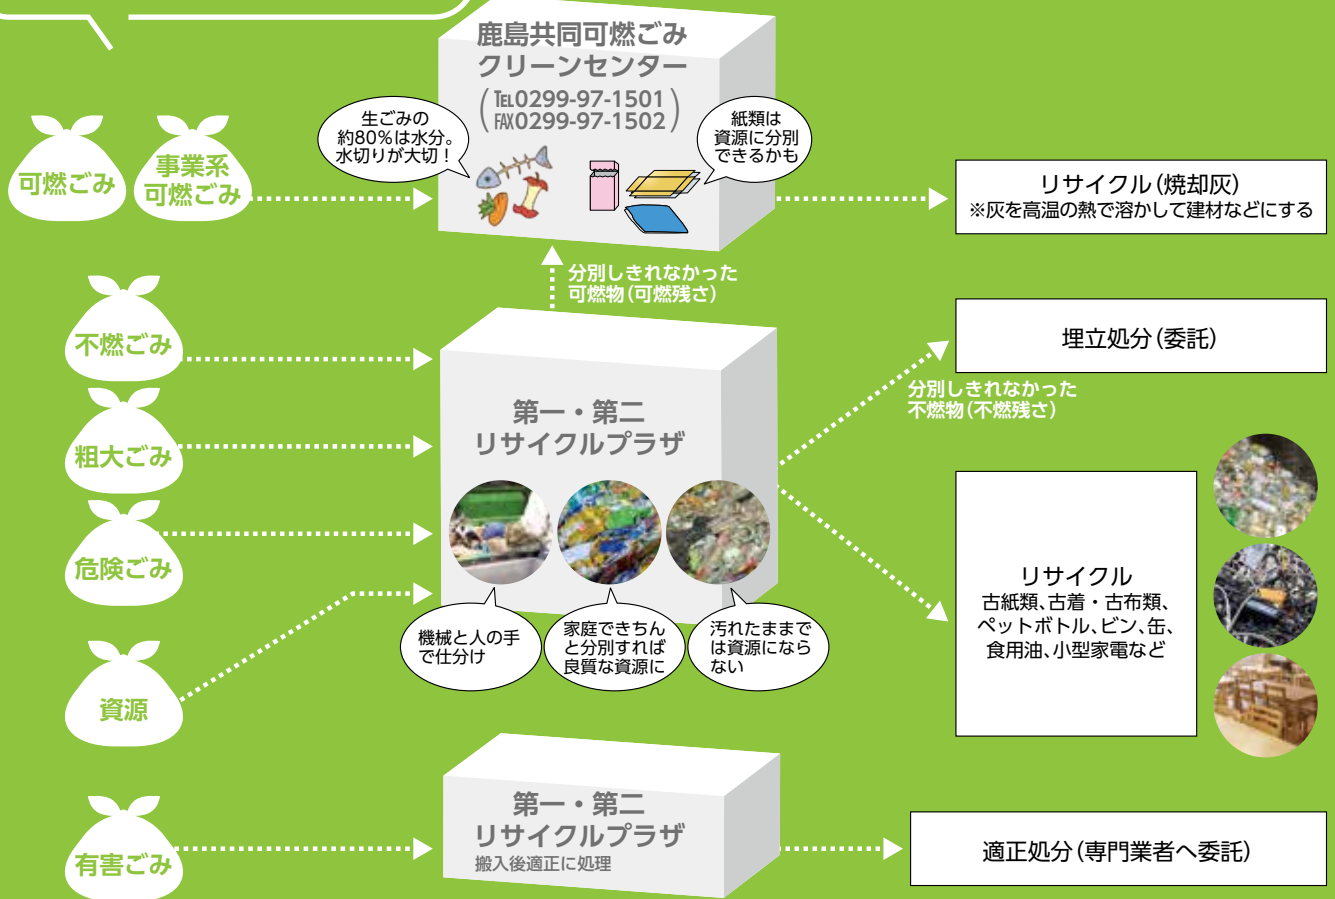 鹿島共同可燃ごみ
クリーンセンター
(TEL0299-97-1501
FAX0299-97-1502)
生ごみの
約80%は水分。
水切りが大切！
紙類は
資源に分別
できるかも
可燃ごみ
事業系
可燃ごみ
リサイクル(焼却灰)
※灰を高温の熱で溶かして建材などにする
分別しきれなかった
可燃物(可燃残さ)
不燃ごみ
粗大ごみ
危険ごみ
資源
第一・第二
リサイクルプラザ
機械と人の手
で仕分け
家庭できちん
と分別すれば
良質な資源に
汚れたままで
は資源になら
ない
埋立処分(委託)
分別しきれなかった
不燃物(不燃残さ)
リサイクル
古紙類、古着・古布類、
ペットボトル、ビン、缶、
食用油、小型家電など
有害ごみ
第一・第二
リサイクルプラザ
搬入後適正に処理
適正処分(専門業者へ委託)